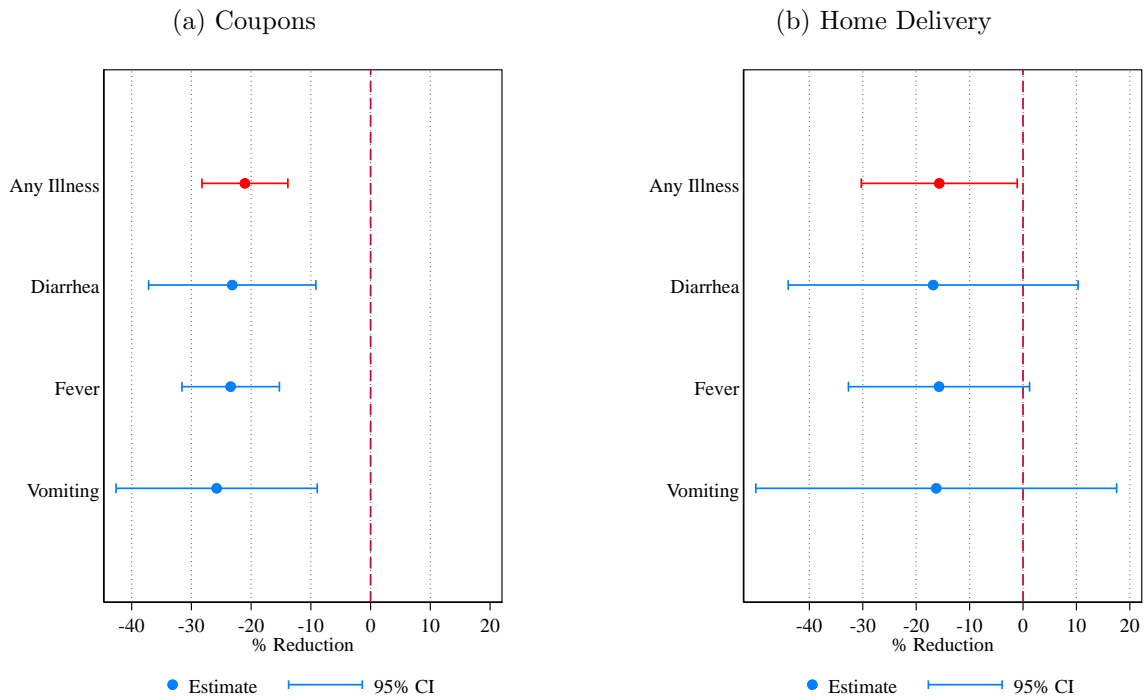 (a) Coupons
Any Illness
Diarrhea
Fever
Vomiting
-40 -30 -20 -10 0 10 20
% Reduction
Estimate 95% CI
(b) Home Delivery
Any Illness
Diarrhea
Fever
Vomiting
-40 -30 -20 -10 0 10 20
% Reduction
Estimate 95% CI